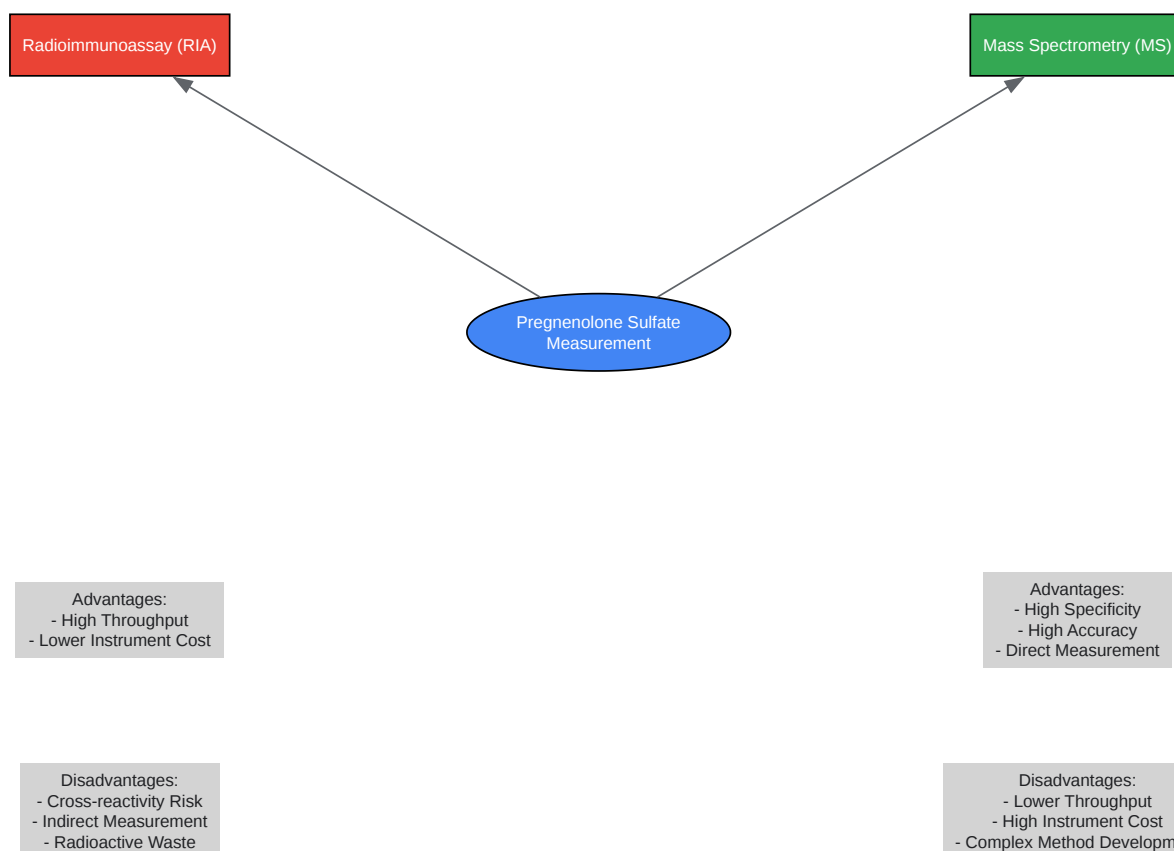 Radioimmunoassay (RIA)
Mass Spectrometry (MS)
Pregnenolone Sulfate
Measurement
Advantages:
- High Throughput
- Lower Instrument Cost
Advantages:
- High Specificity
- High Accuracy
- Direct Measurement
Disadvantages:
- Cross-reactivity Risk
- Indirect Measurement
- Radioactive Waste
Disadvantages:
- Lower Throughput
- High Instrument Cost
- Complex Method